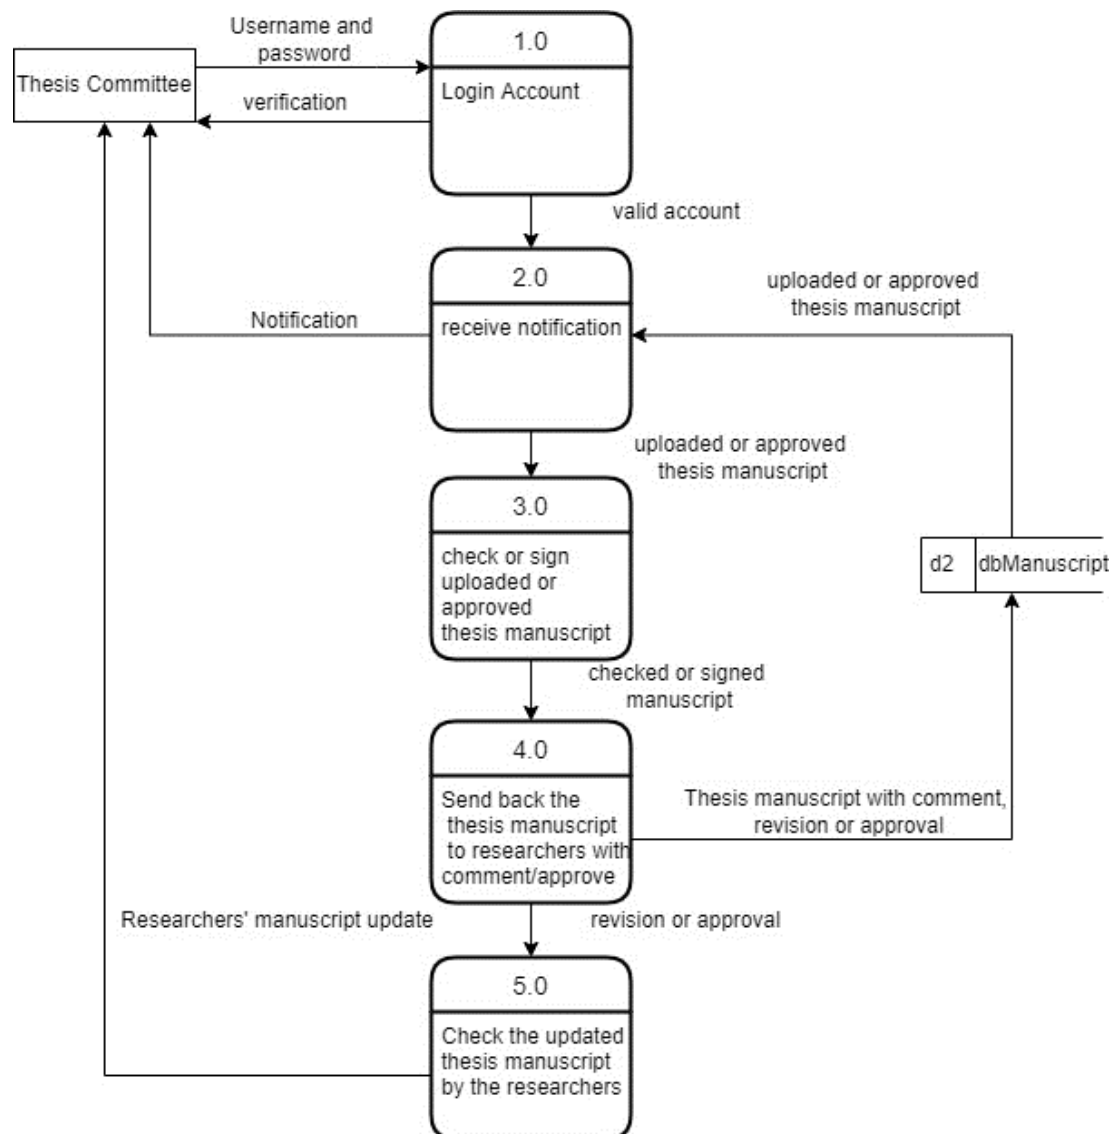 Username and
password
1.0
Thesis Committee
Login Account
verification
valid account
2.0
uploaded or approved
thesis manuscript
Notification
receive notification
uploaded or approved
thesis manuscript
3.0
check or sign
uploaded or
approved
thesis manuscript
d2
dbManuscript
checked or signed
manuscript
4.0
Send back the
thesis manuscript
to researchers with
comment/approve
Thesis manuscript with comment,
revision or approval
Researchers' manuscript update
revision or approval
5.0
Check the updated
thesis manuscript
by the researchers